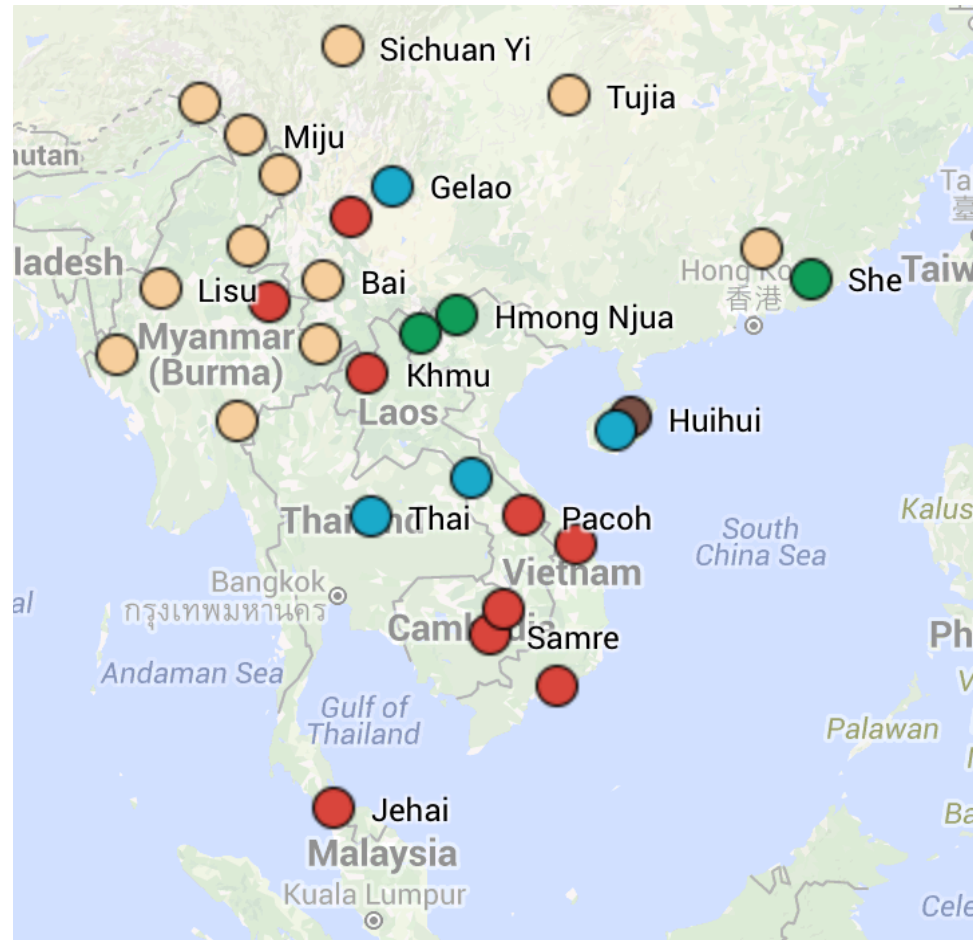 Sichuan Yi
Tujia
Miju
hutan
Gelao
Ta
臺
ladesh
Lisu
Bai
Hong Ko
香港
She
Taiw
Myanmar
(Burma)
Hmong Njua
Khmu
Laos
Huihui
Kalus
Thai
Thai
Pacoh
South
China Sea
Vietnam
Bangkok
กรุงเทพมหานคร
al
Cam dia
Samre
Ph
Andaman Sea
V
Gulf of
Thailand
Palawan
Jehai
Ba
Malaysia
Kuala Lumpur
Cele